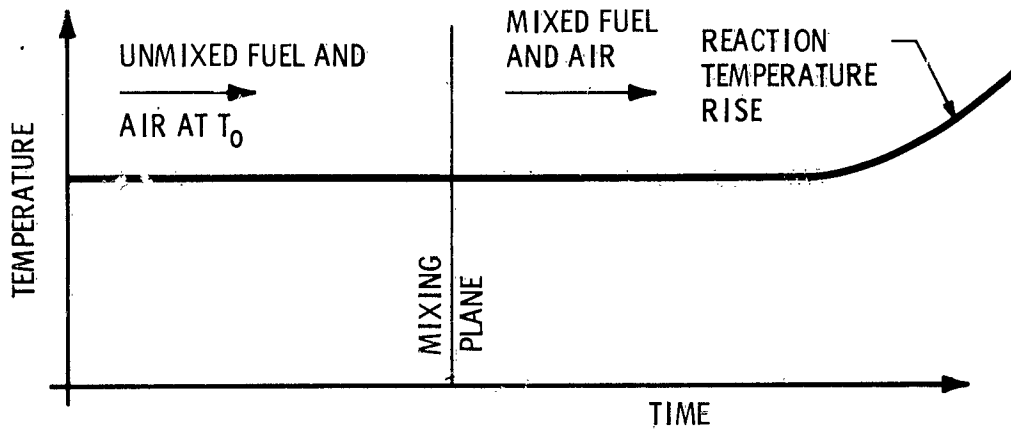 UNMIXED FUEL AND
AIR AT T₀
MIXED FUEL
AND AIR
REACTION
TEMPERATURE
RISE
TEMPERATURE
MIXING
PLANE
TIME